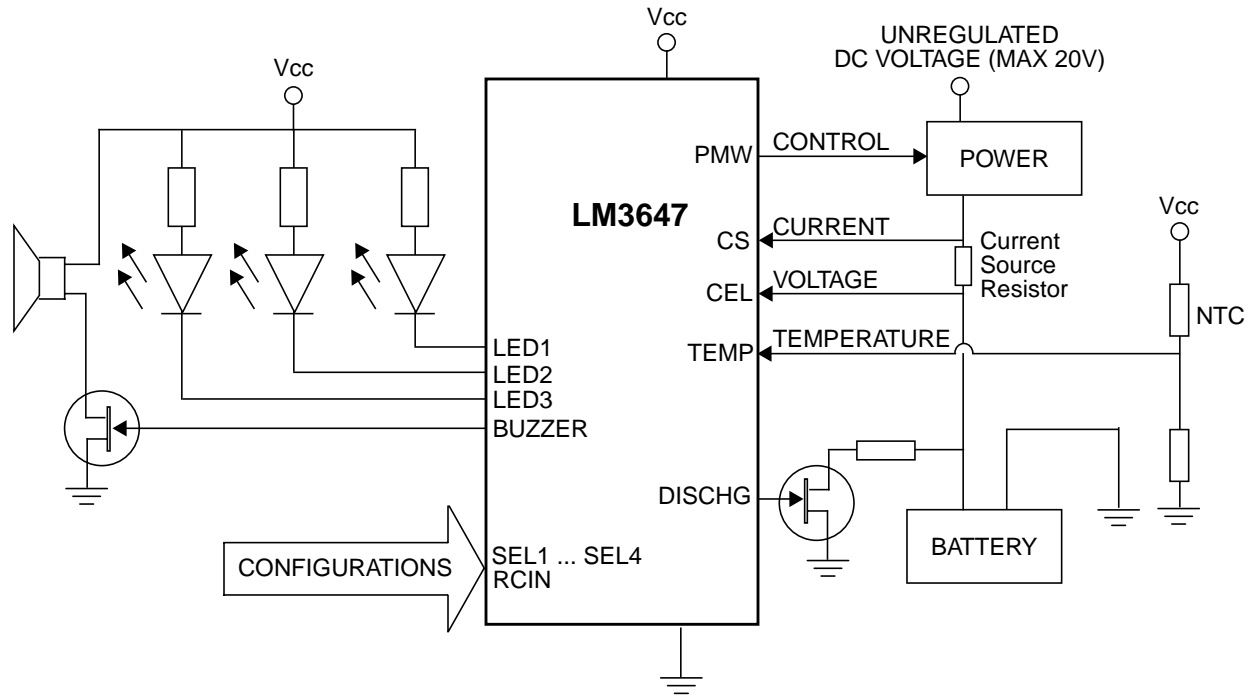 Vcc
UNREGULATED
DC VOLTAGE (MAX 20V)
Vcc
PMW
CONTROL
POWER
LM3647
Vcc
CS
CURRENT
Current
Source
Resistor
CEL
VOLTAGE
NTC
TEMP
TEMPERATURE
LED1
LED2
LED3
BUZZER
DISCHG
BATTERY
CONFIGURATIONS
SEL1 ... SEL4
RCIN